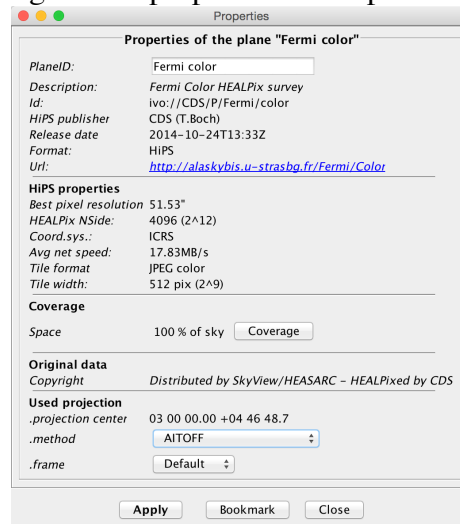 Properties
Properties of the plane "Fermi color"
PlaneID: Fermi color
Description: Fermi Color HEALPix survey
Id: ivo://CDS/P/Fermi/color
HiPS publisher CDS (T.Boch)
Release date 2014-10-24T13:33Z
Format: HiPS
Url: http://alaskybis.u-strasbg.fr/Fermi/Color
HiPS properties
Best pixel resolution 51.53"
HEALPix NSide: 4096 (2^12)
Coord.sys.: ICRS
Avg net speed: 17.83MB/s
Tile format JPEG color
Tile width: 512 pix (2^9)
Coverage
Space 100 % of sky Coverage
Original data
Copyright Distributed by SkyView/HEASARC - HEALPixed by CDS
Used projection
.projection center 03 00 00.00 +04 46 48.7
.method AITOFF
.frame Default
Apply Bookmark Close